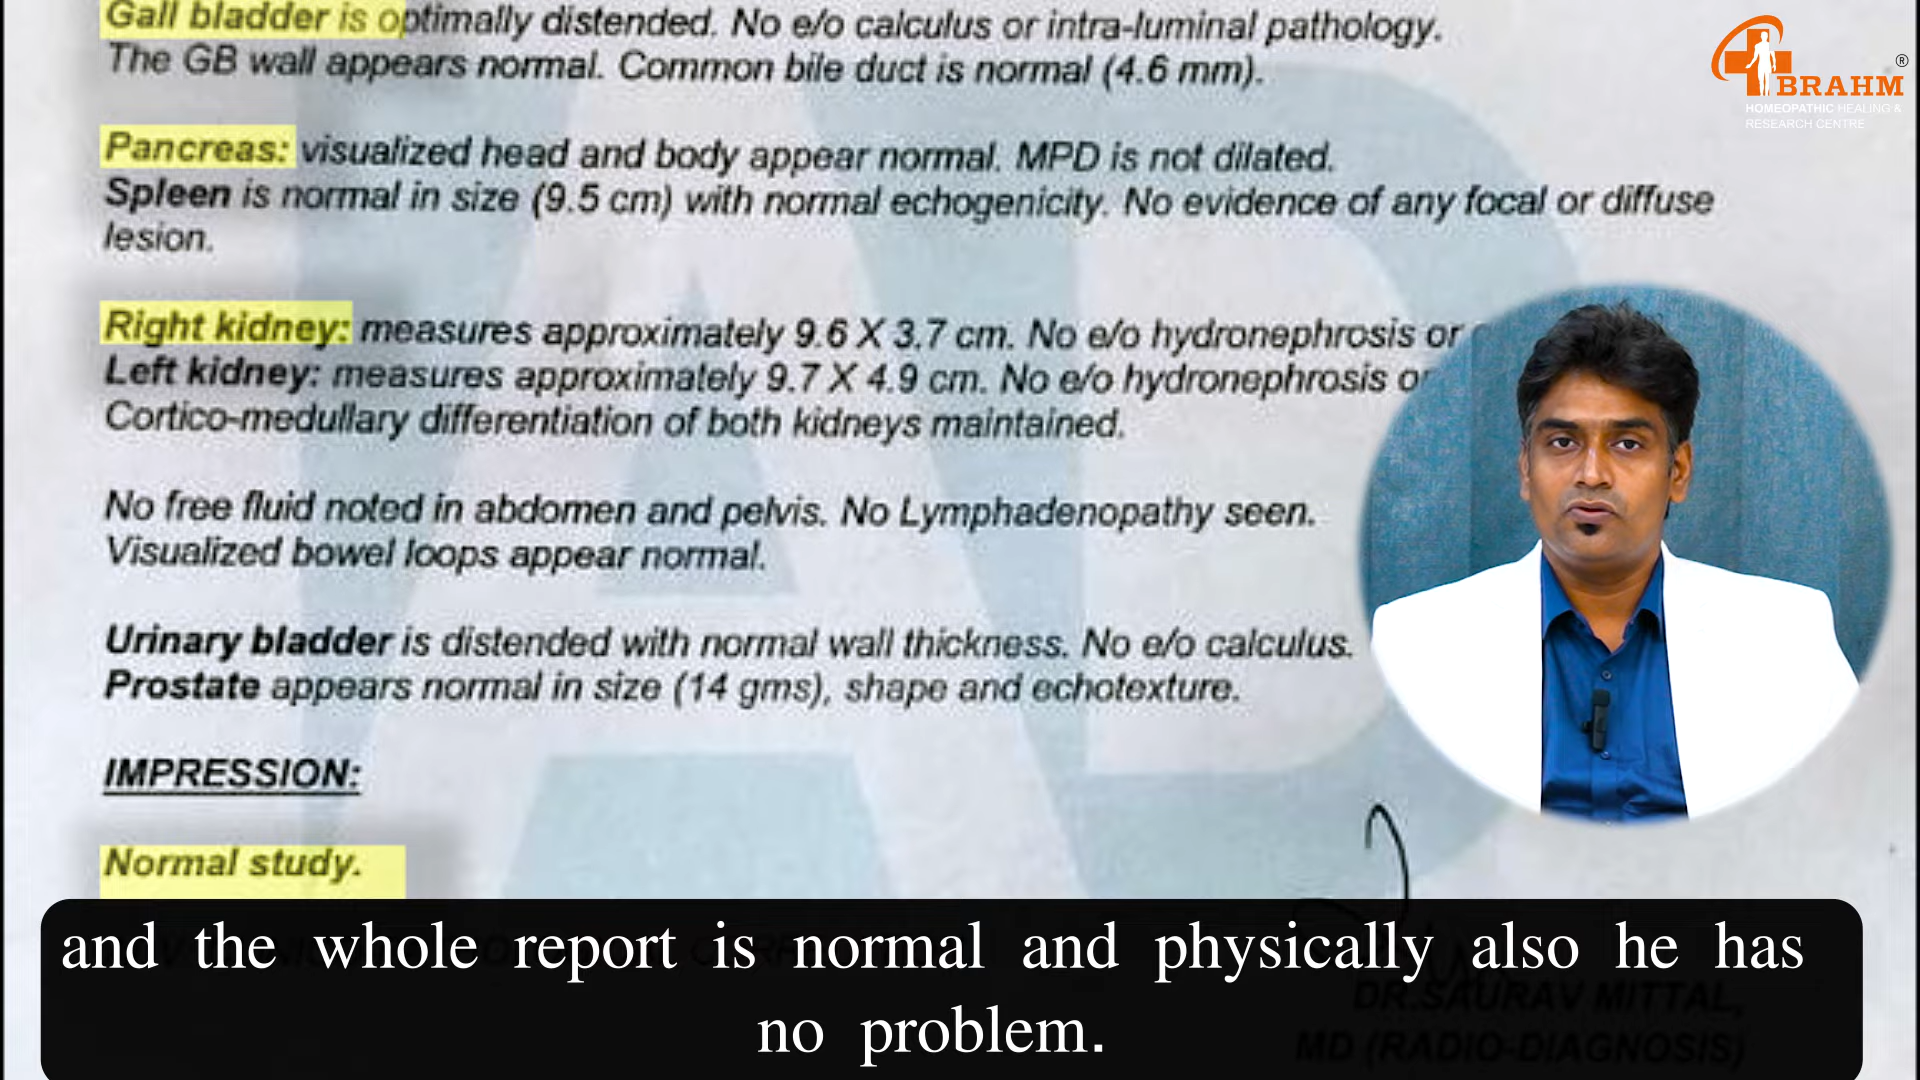 Gall bladder is optimally distended. No e/o calculus or intra-luminal pathology.
The GB wall appears normal. Common bile duct is normal (4.6 mm).
BRAHM®
HOMEOPATHIC HEALING &
RESEARCH CENTRE
Pancreas: visualized head and body appear normal. MPD is not dilated.
Spleen is normal in size (9.5 cm) with normal echogenicity. No evidence of any focal or diffuse
lesion.
Right kidney: measures approximately 9.6 X 3.7 cm. No e/o hydronephrosis or
Left kidney: measures approximately 9.7 X 4.9 cm. No e/o hydronephrosis or
Cortico-medullary differentiation of both kidneys maintained.
No free fluid noted in abdomen and pelvis. No Lymphadenopathy seen.
Visualized bowel loops appear normal.
Urinary bladder is distended with normal wall thickness. No e/o calculus.
Prostate appears normal in size (14 gms), shape and echotexture.
IMPRESSION:
Normal study.
and the whole report is normal and physically also he has
no problem.
DR.SAURAV MITTAL,
MD (RADIO-DIAGNOSIS)